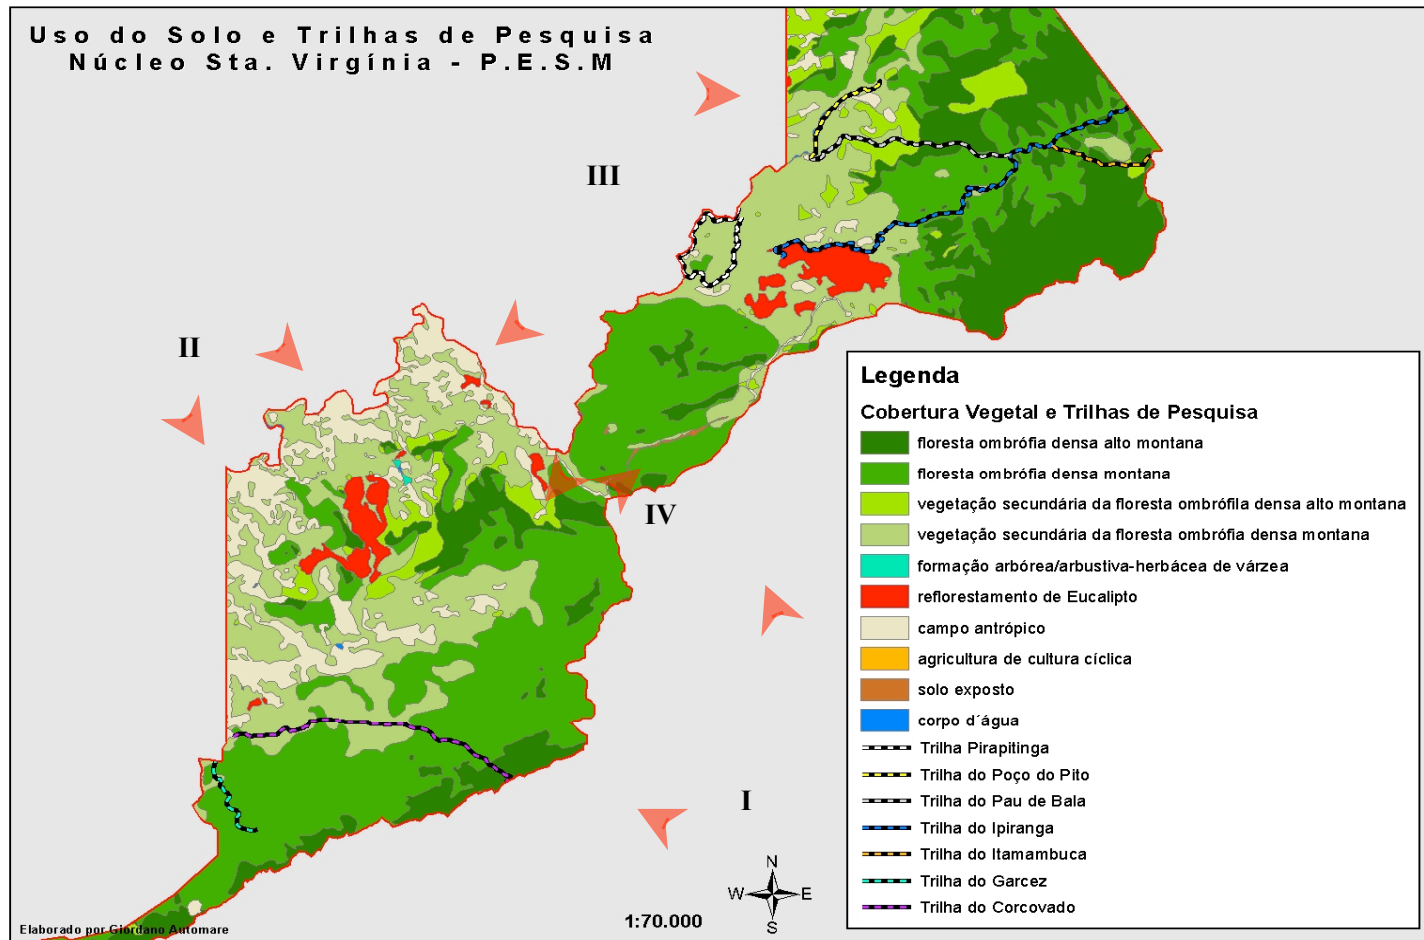 Uso do Solo e Trilhas de Pesquisa
Núcleo Sta. Virgínia - P.E.S.M
III
II
IV
I
Legenda
Cobertura Vegetal e Trilhas de Pesquisa
floresta ombrófia densa alto montana
floresta ombrófia densa montana
vegetação secundária da floresta ombrófila densa alto montana
vegetação secundária da floresta ombrófia densa montana
formação arbórea/arbustiva-herbácea de várzea
reflorestamento de Eucalipto
campo antrópico
agricultura de cultura cíclica
solo exposto
corpo d´água
Trilha Pirapitinga
Trilha do Poço do Pito
Trilha do Pau de Bala
Trilha do Ipiranga
Trilha do Itamambuca
Trilha do Garcez
Trilha do Corcovado
N
W E
S
1:70.000
Elaborado por Giordano Automare